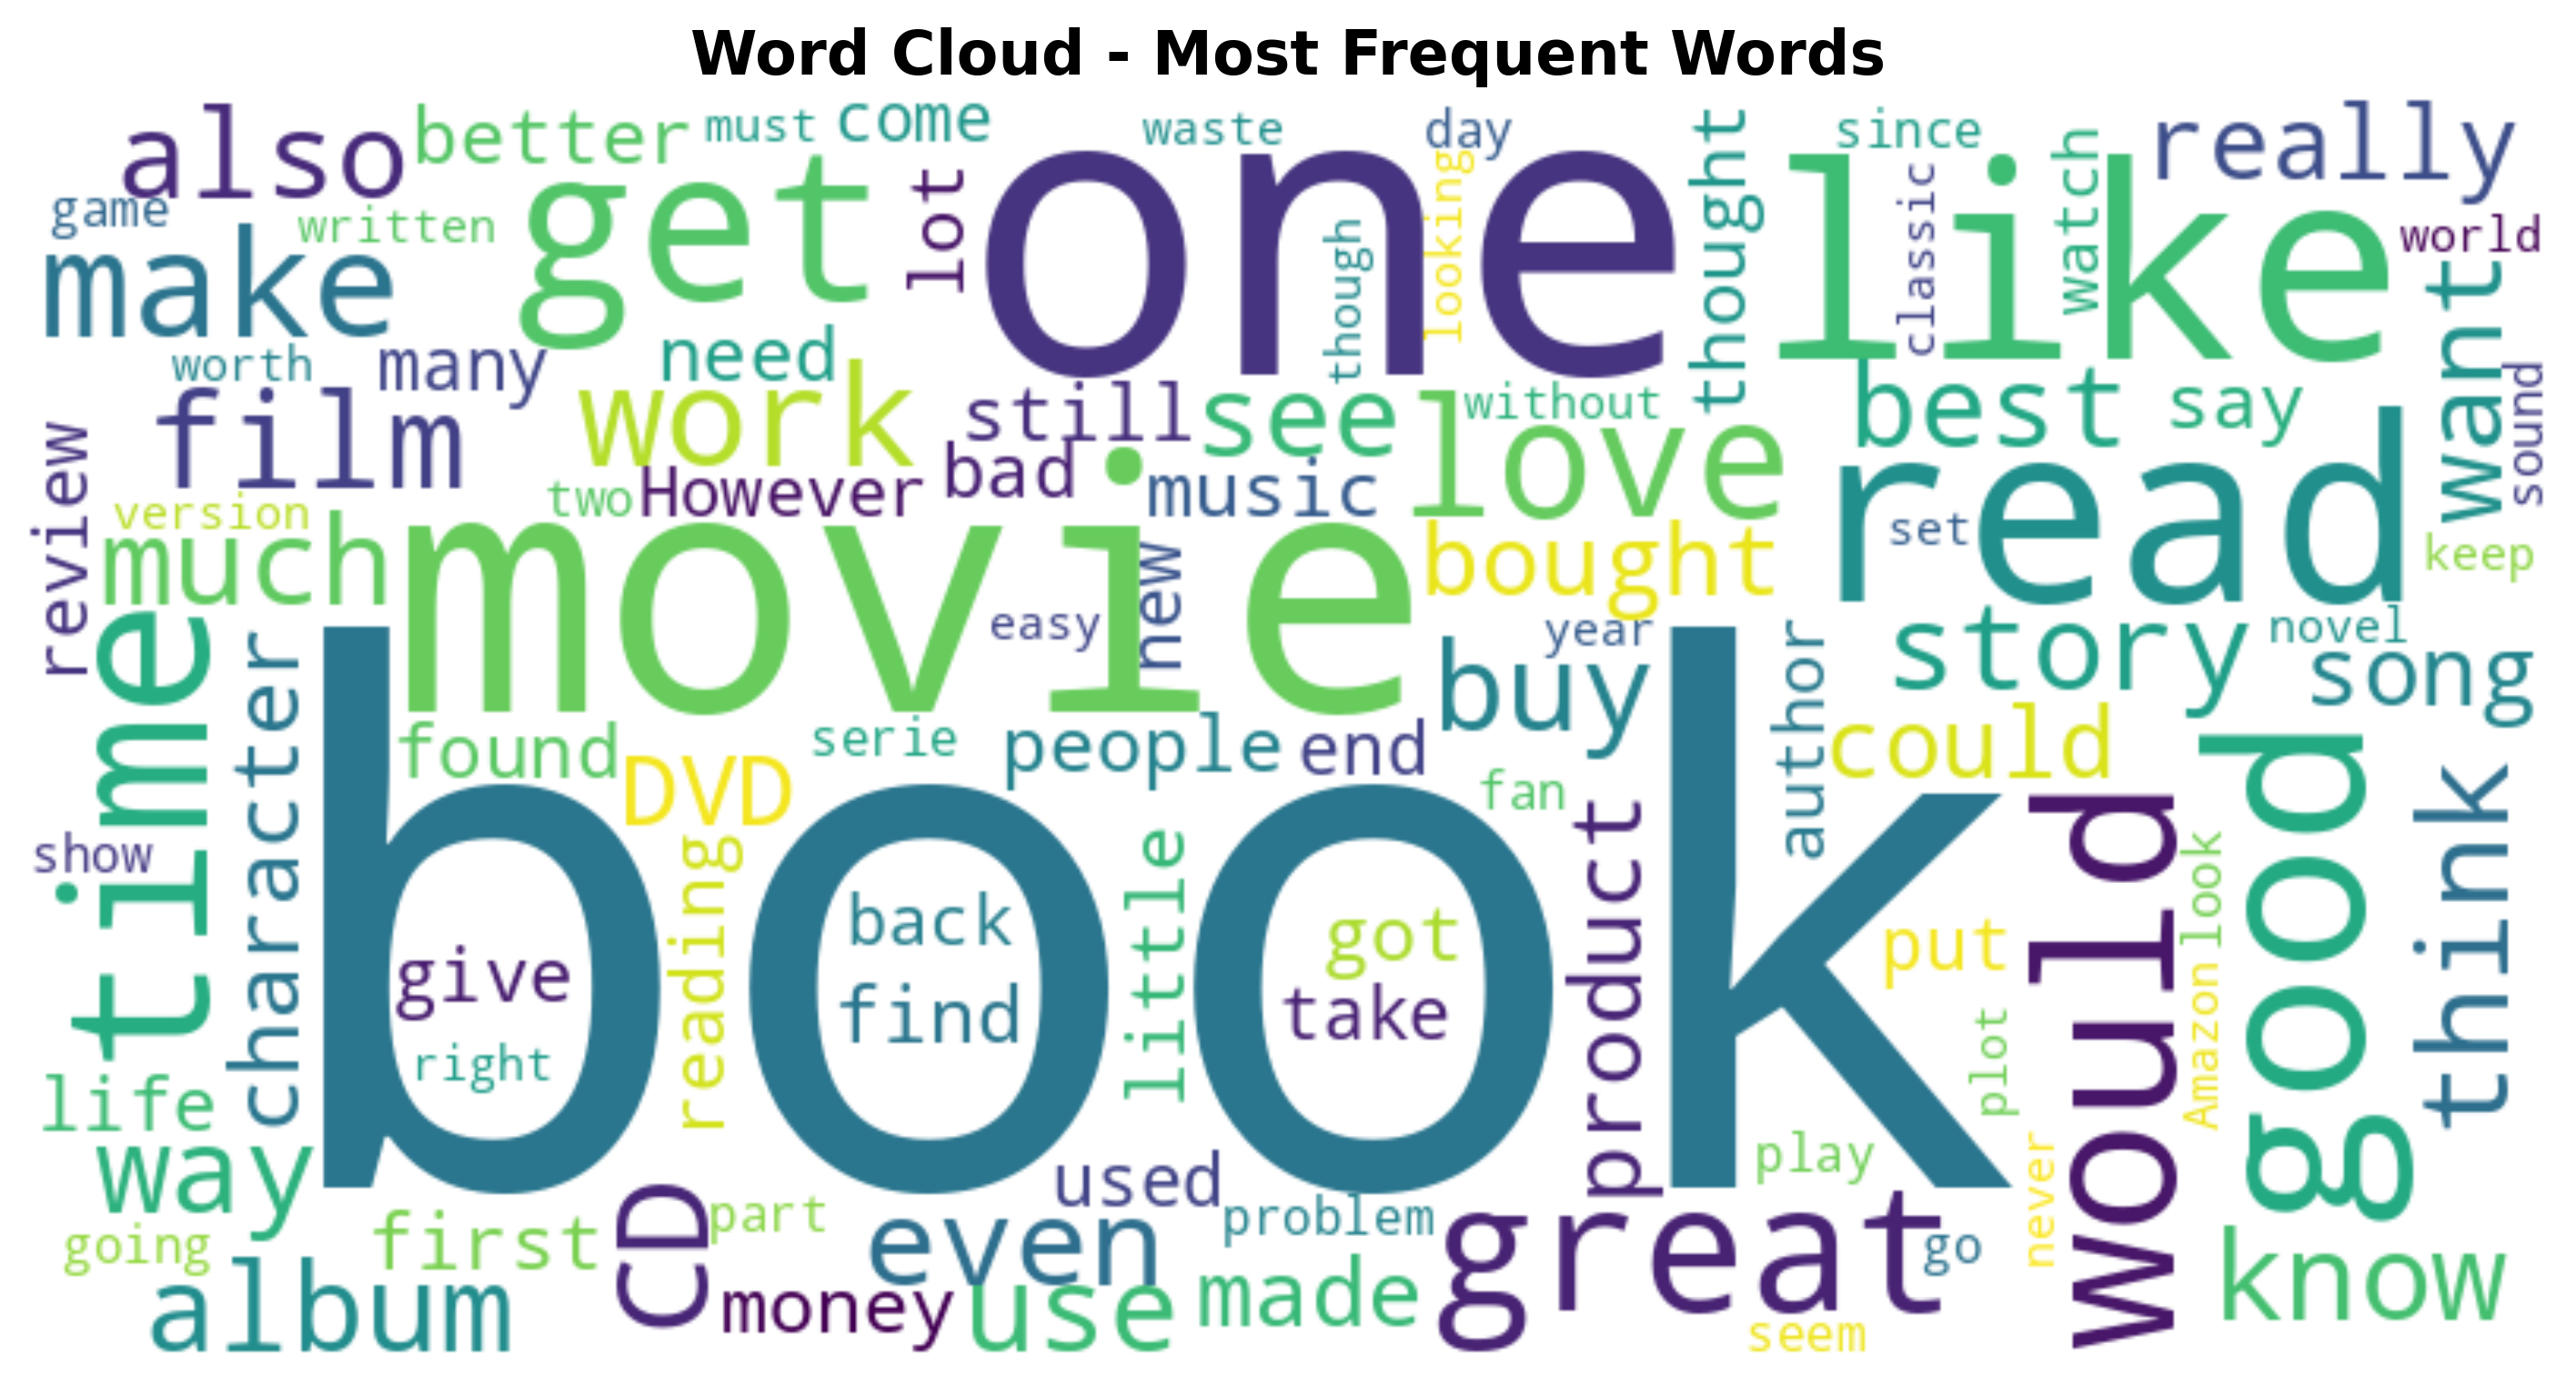 Word Cloud - Most Frequent Words
also
better
must
come
waste
day
since
really
game
written
get
lot
one
though
looking
thought
like
classic
watch
world
make
worth
many
need
want
sound
film
work
still
see
without
love
best
say
read
review
version
two
However
bad
music
set
keep
much
movie
easy
new
bought
year
novel
time
character
found
DVD
serie
people
end
buy
author
story
song
could
fan
show
book
reading
back
find
give
right
little
got
take
product
put
would
look
Amazon
good
think
plot
life
way
going
first
album
CD
part
money
even
used
use
problem
made
great
play
go
seem
never
know